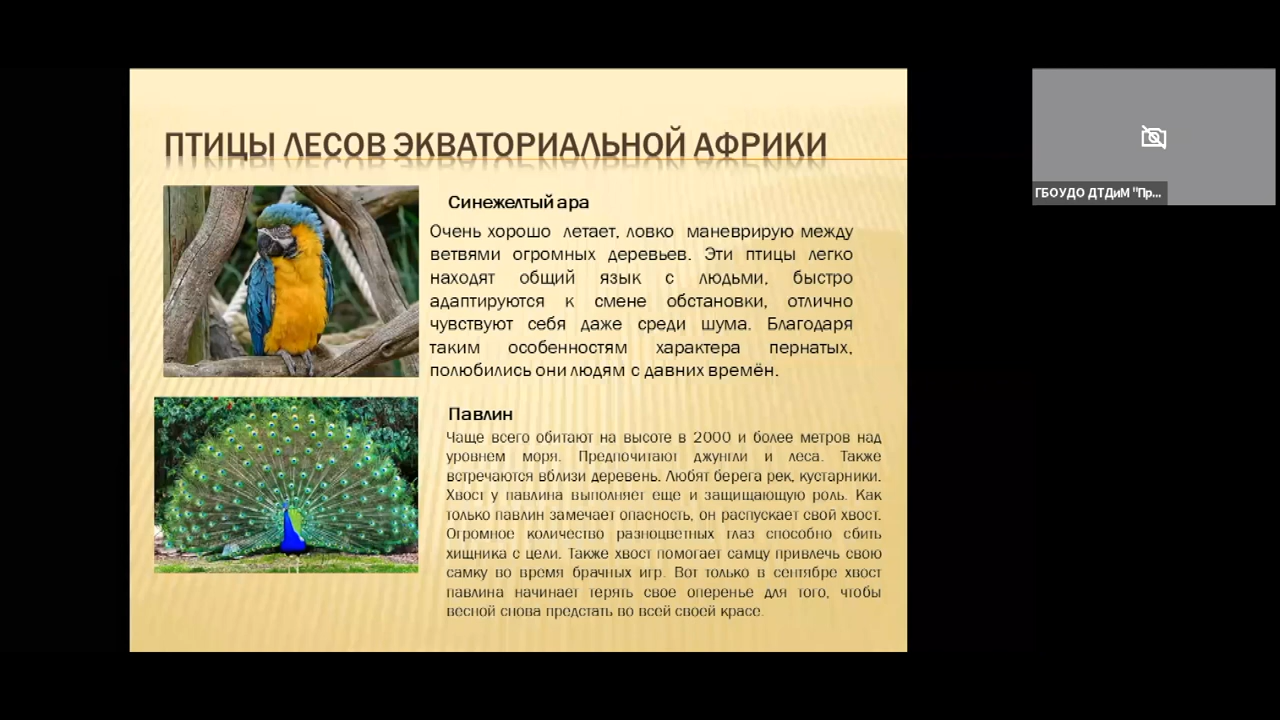 ПТИЦЫ ЛЕСОВ ЭКВАТОРИАЛЬНОЙ АФРИКИ
Синежелтый ара
Очень хорошо летает, ловко маневрирую между
ветвями огромных деревьев. Эти птицы легко
находят общий язык с людьми, быстро
адаптируются к смене обстановки, отлично
чувствуют себя даже среди шума. Благодаря
таким особенностям характера пернатых,
полюбились они людям с давних времён.
Павлин
Чаще всего обитают на высоте в 2000 и более метров над
уровнем моря. Предпочитают джунгли и леса. Также
встречаются вблизи деревень. Любят берега рек, кустарники.
Хвост у павлина выполняет еще и защищающую роль. Как
только павлин замечает опасность, он распускает свой хвост.
Огромное количество разноцветных глаз способно сбить
хищника с цели. Также хвост помогает самцу привлечь свою
самку во время брачных игр. Вот только в сентябре хвост
павлина начинает терять свое оперенье для того, чтобы
весной снова предстать во всей своей красе.
ГБОУДО ДТДиМ "Пр...